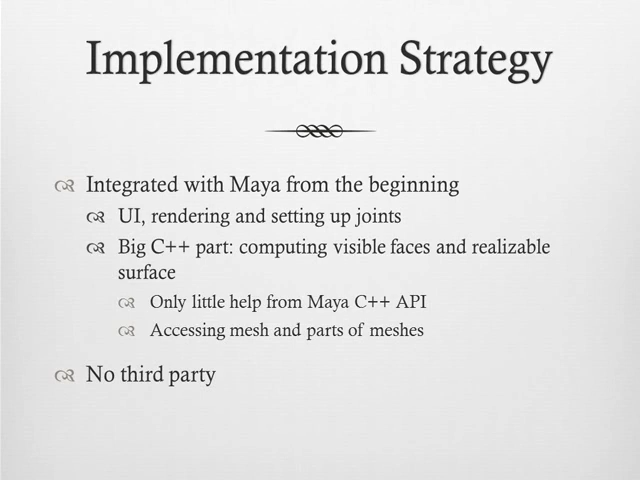 Implementation Strategy
Integrated with Maya from the beginning
UI, rendering and setting up joints
Big C++ part: computing visible faces and realizable
surface
Only little help from Maya C++ API
Accessing mesh and parts of meshes
No third party